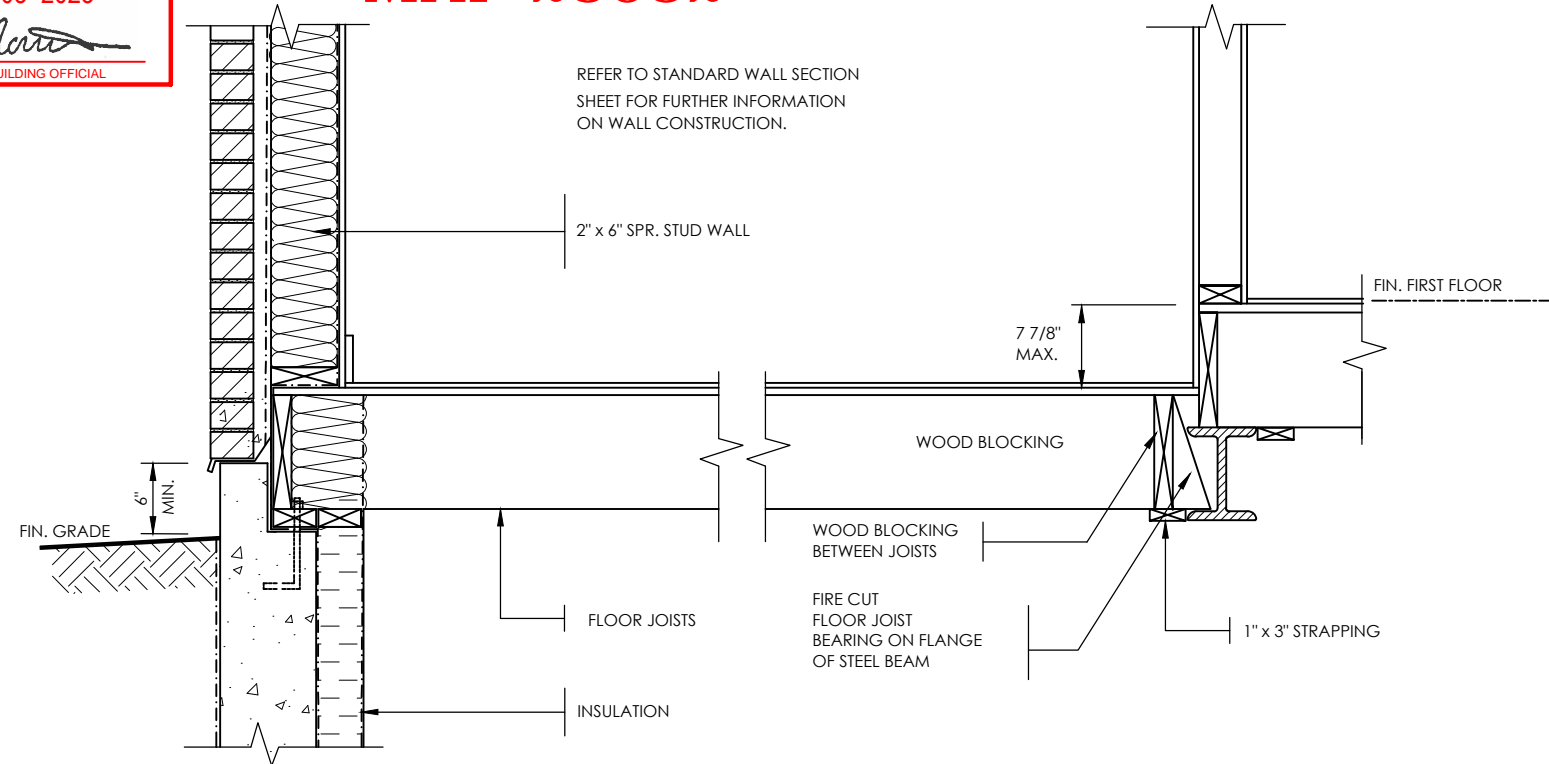 BUILDING OFFICIAL
REFER TO STANDARD WALL SECTION
SHEET FOR FURTHER INFORMATION
ON WALL CONSTRUCTION.
2" x 6" SPR. STUD WALL
FIN. FIRST FLOOR
7 7/8"
MAX.
WOOD BLOCKING
6"
MIN.
FIN. GRADE
WOOD BLOCKING
BETWEEN JOISTS
FIRE CUT
FLOOR JOIST
BEARING ON FLANGE
OF STEEL BEAM
FLOOR JOISTS
1" x 3" STRAPPING
INSULATION